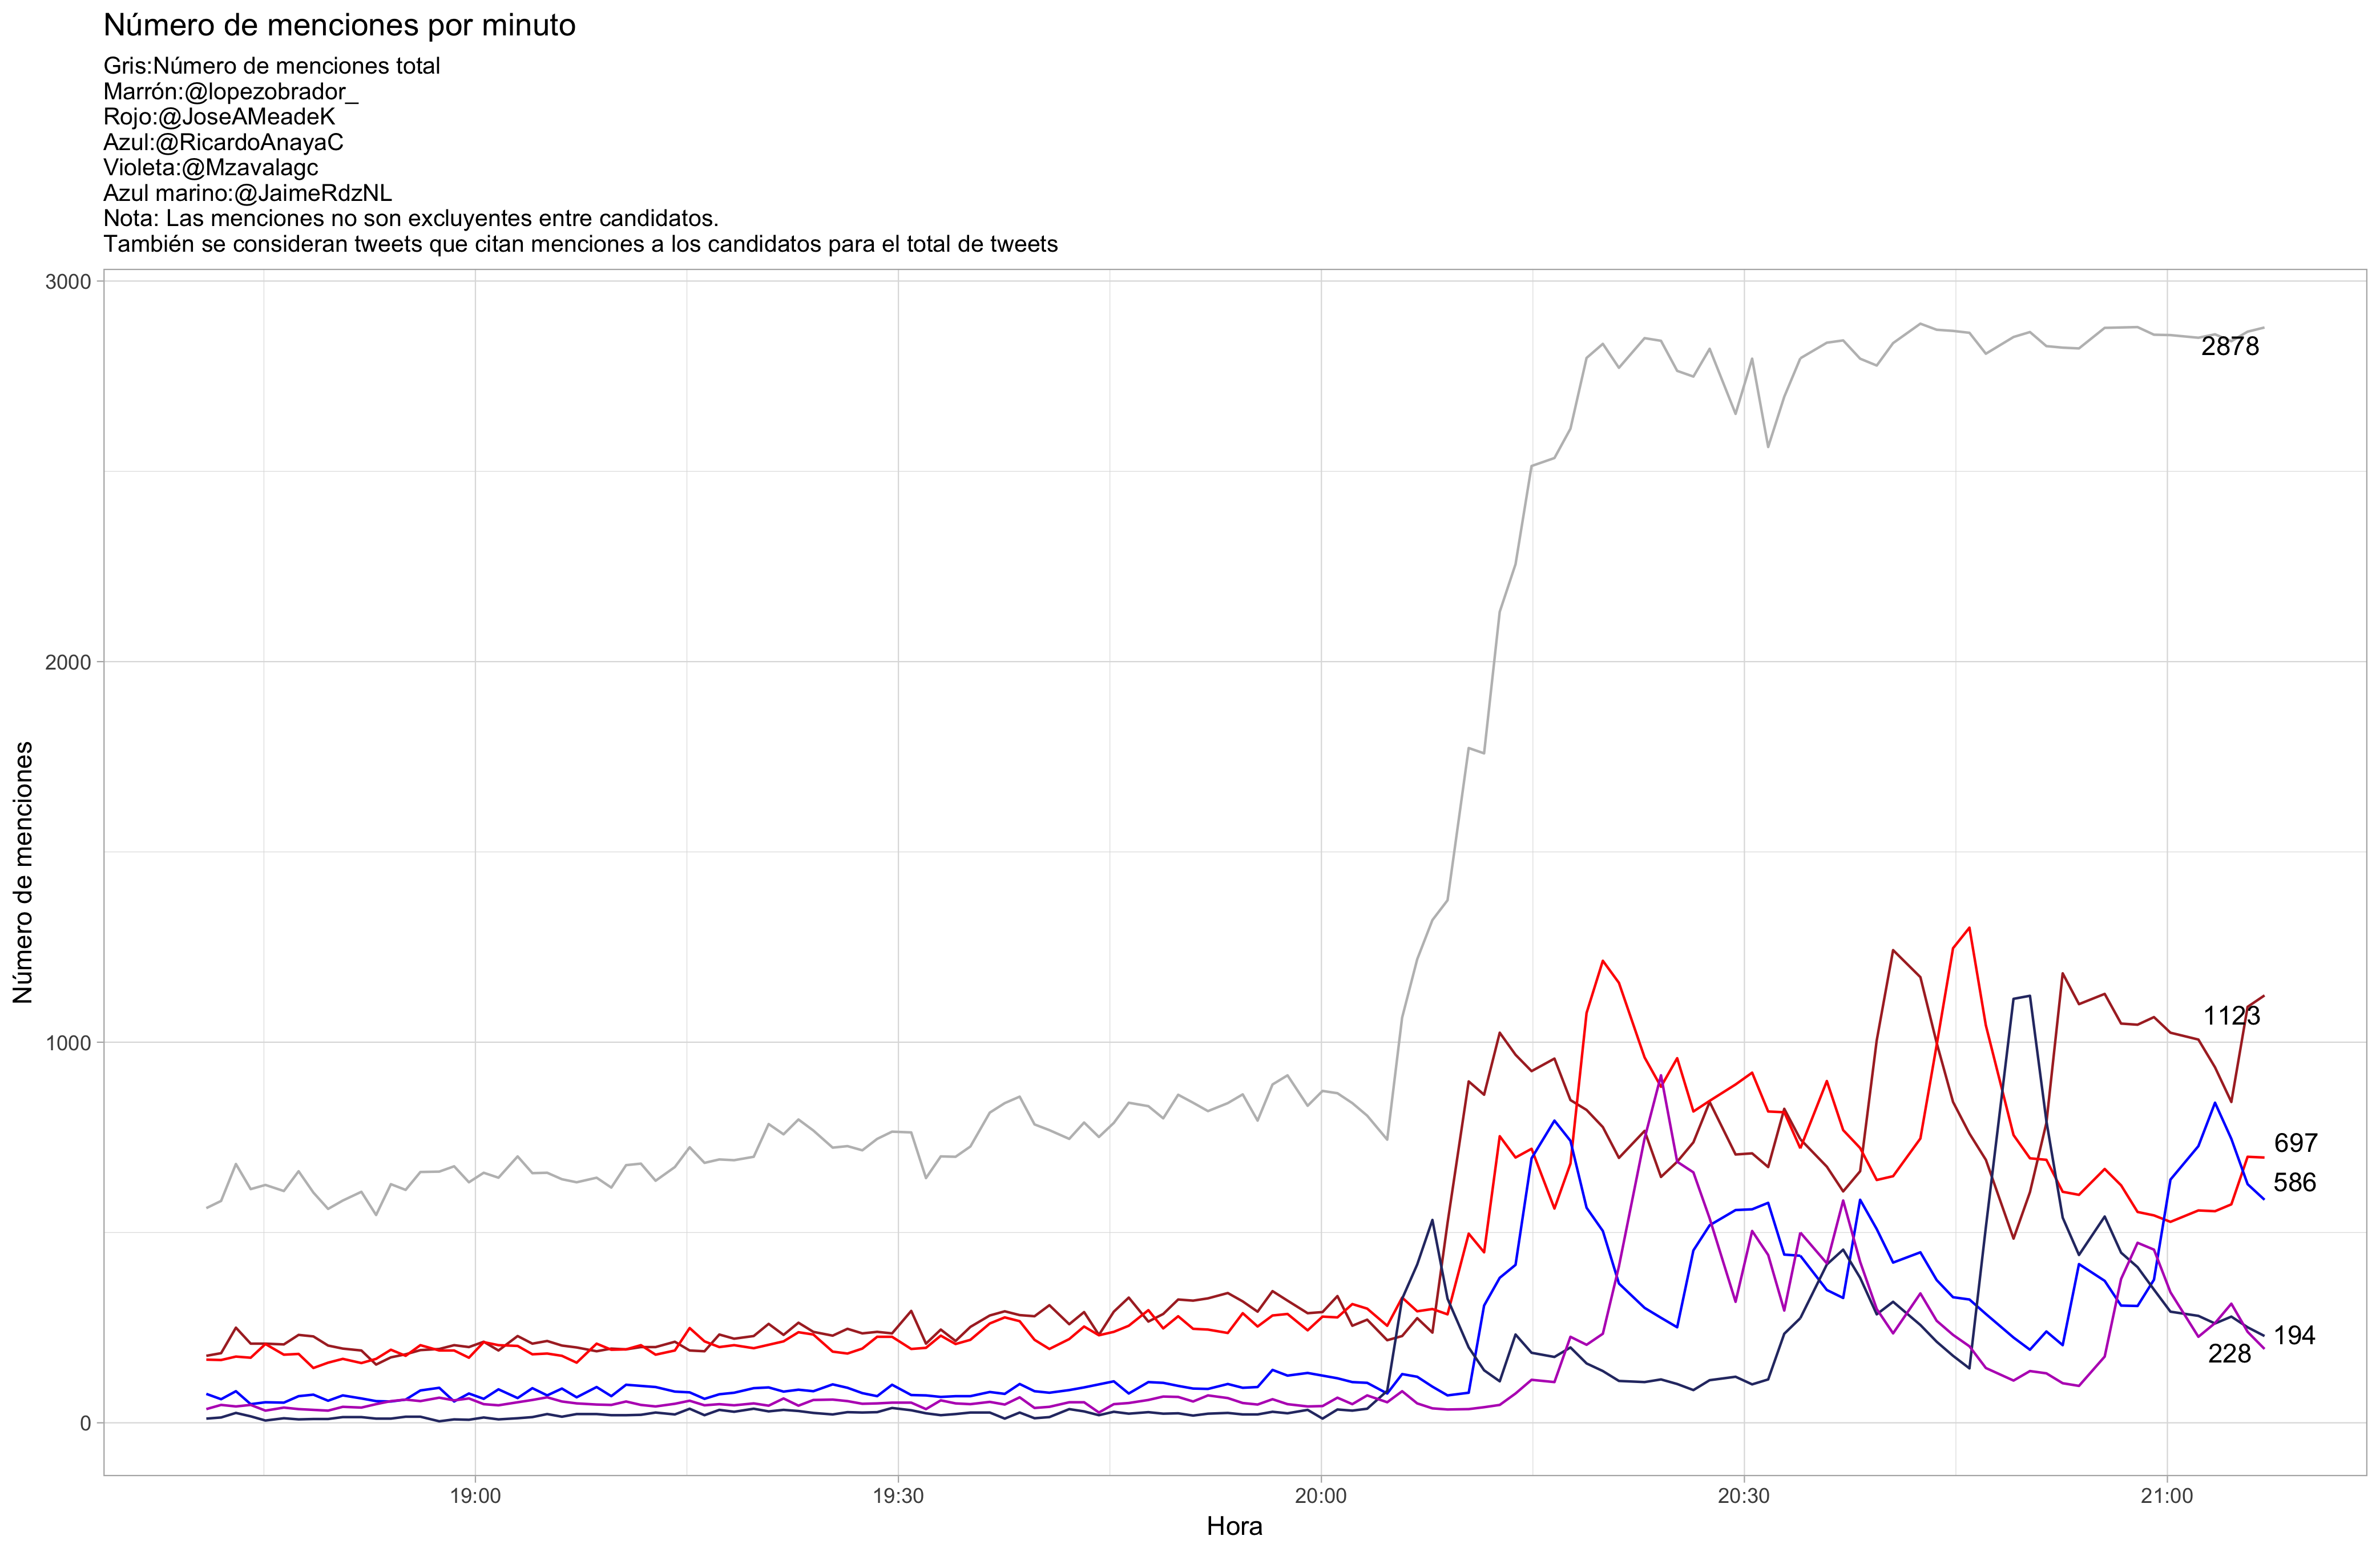 Número de menciones por minuto
Gris:Número de menciones total
Marrón:@lopezobrador_
Rojo:@JoseAMeadeK
Azul:@RicardoAnayaC
Violeta:@Mzavalagc
Azul marino:@JaimeRdzNL
Nota: Las menciones no son excluyentes entre candidatos.
También se consideran tweets que citan menciones a los candidatos para el total de tweets
3000
2878
2000
Número de menciones
1000
1123
697
586
194
228
0
19:00
19:30
20:00
20:30
21:00
Hora